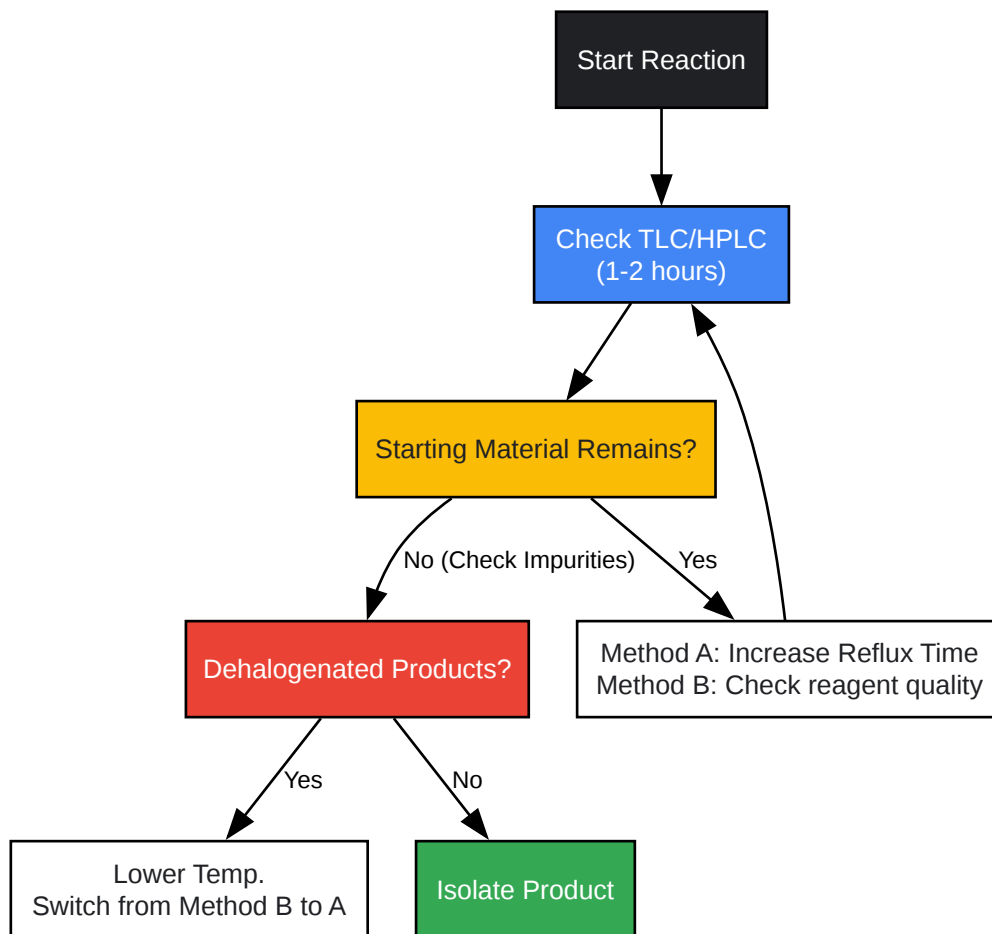 Start Reaction
Check TLC/HPLC
(1-2 hours)
Starting Material Remains?
No (Check Impurities)
Yes
Dehalogenated Products?
Method A: Increase Reflux Time
Method B: Check reagent quality
Yes
No
Lower Temp.
Switch from Method B to A
Isolate Product